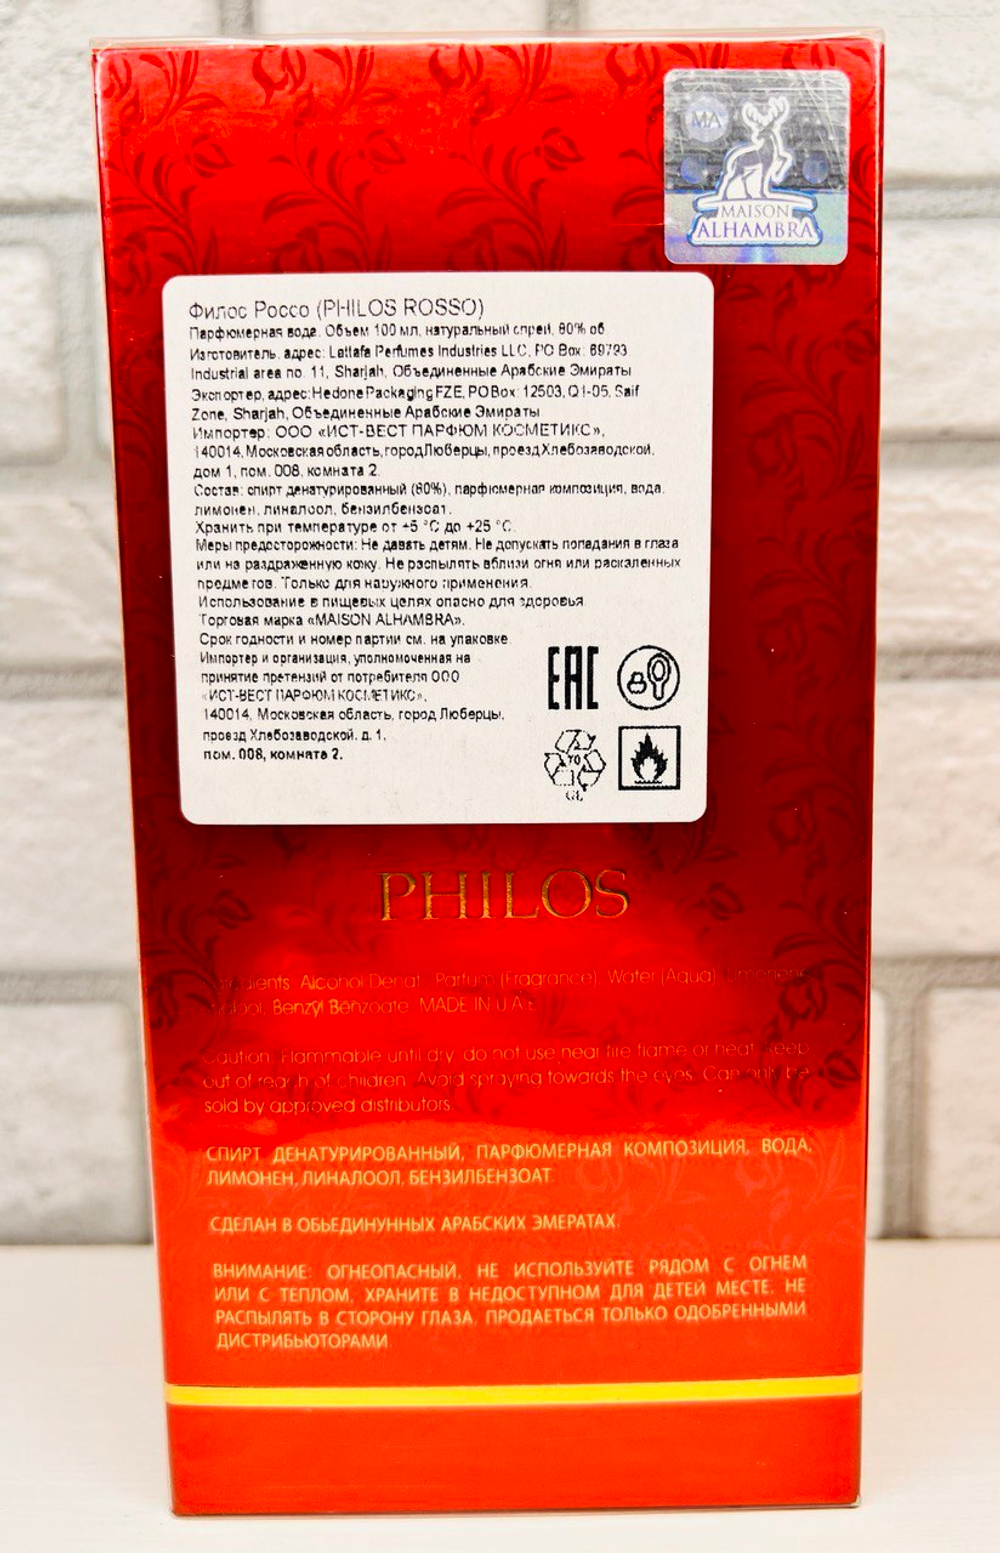 MA
MAISON
ALHAMBRA
Филос Россо (PHILOS ROSSO)
Парфюмерная вода. Объем 100 мл, натуральный спрей, 80% об
Изготовитель, адрес: Lattafa Perfumes Industries LLC, PO Box: 69793
Industrial area no. 11, Sharjah, Объединенные Арабские Эмираты
Экспортер, адрес: Hedone Packaging FZE, PO Box: 12503, Q1-05, Saif
Zone, Sharjah, Объединенные Арабские Эмираты
Импортер: ООО «ИСТ-ВЕСТ ПАРФЮМ КОСМЕТИКС»,
140014, Московская область, город Люберцы, проезд Хлебозаводской,
дом 1, пом. 008, комната 2.
Состав: спирт денатурированный (80%), парфюмерная композиция, вода,
лимонен, линалоол, бензилбензоат.
Хранить при температуре от +5 °C до +25 °C.
Меры предосторожности: Не давать детям. Не допускать попадания в глаза
или на раздраженную кожу. Не распылять вблизи огня или раскаленных
предметов. Только для наружного применения.
Использование в пищевых целях опасно для здоровья
Торговая марка «MAISON ALHAMBRA».
Срок годности и номер партии см. на упаковке.
Импортер и организация, уполномоченная на
принятие претензий от потребителя ООО
«ИСТ-ВЕСТ ПАРФЮМ КОСМЕТИКС»,
140014, Московская область, город Люберцы,
проезд Хлебозаводской, д. 1,
пом. 008, комната 2.
EAC
70
GL
PHILOS
Ingredients: Alcohol Denat., Parfum (Fragrance), Water (Aqua), Limonene,
Linalool, Benzyl Benzoate. MADE IN U.A.E
Caution: Flammable until dry, do not use near fire flame or heat. Keep
out of reach of children. Avoid spraying towards the eyes. Can only be
sold by approved distributors.
СПИРТ ДЕНАТУРИРОВАННЫЙ, ПАРФЮМЕРНАЯ КОМПОЗИЦИЯ, ВОДА,
ЛИМОНЕН, ЛИНАЛООЛ, БЕНЗИЛБЕНЗОАТ
СДЕЛАН В ОБЬЕДИНУННЫХ АРАБСКИХ ЭМЕРАТАХ.
ВНИМАНИЕ: ОГНЕОПАСНЫЙ, НЕ ИСПОЛЬЗУЙТЕ РЯДОМ С ОГНЕМ
ИЛИ С ТЕПЛОМ, ХРАНИТЕ В НЕДОСТУПНОМ ДЛЯ ДЕТЕЙ МЕСТЕ. НЕ
РАСПЫЛЯТЬ В СТОРОНУ ГЛАЗА. ПРОДАЕТЬСЯ ТОЛЬКО ОДОБРЕННЫМИ
ДИСТРИБЬЮТОРАМИ.